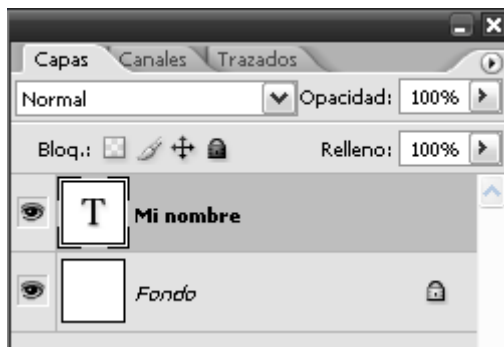 Capas Canales Trazados
Normal Opacidad: 100%
Bloq.: Relleno: 100%
T Mi nombre
Fondo